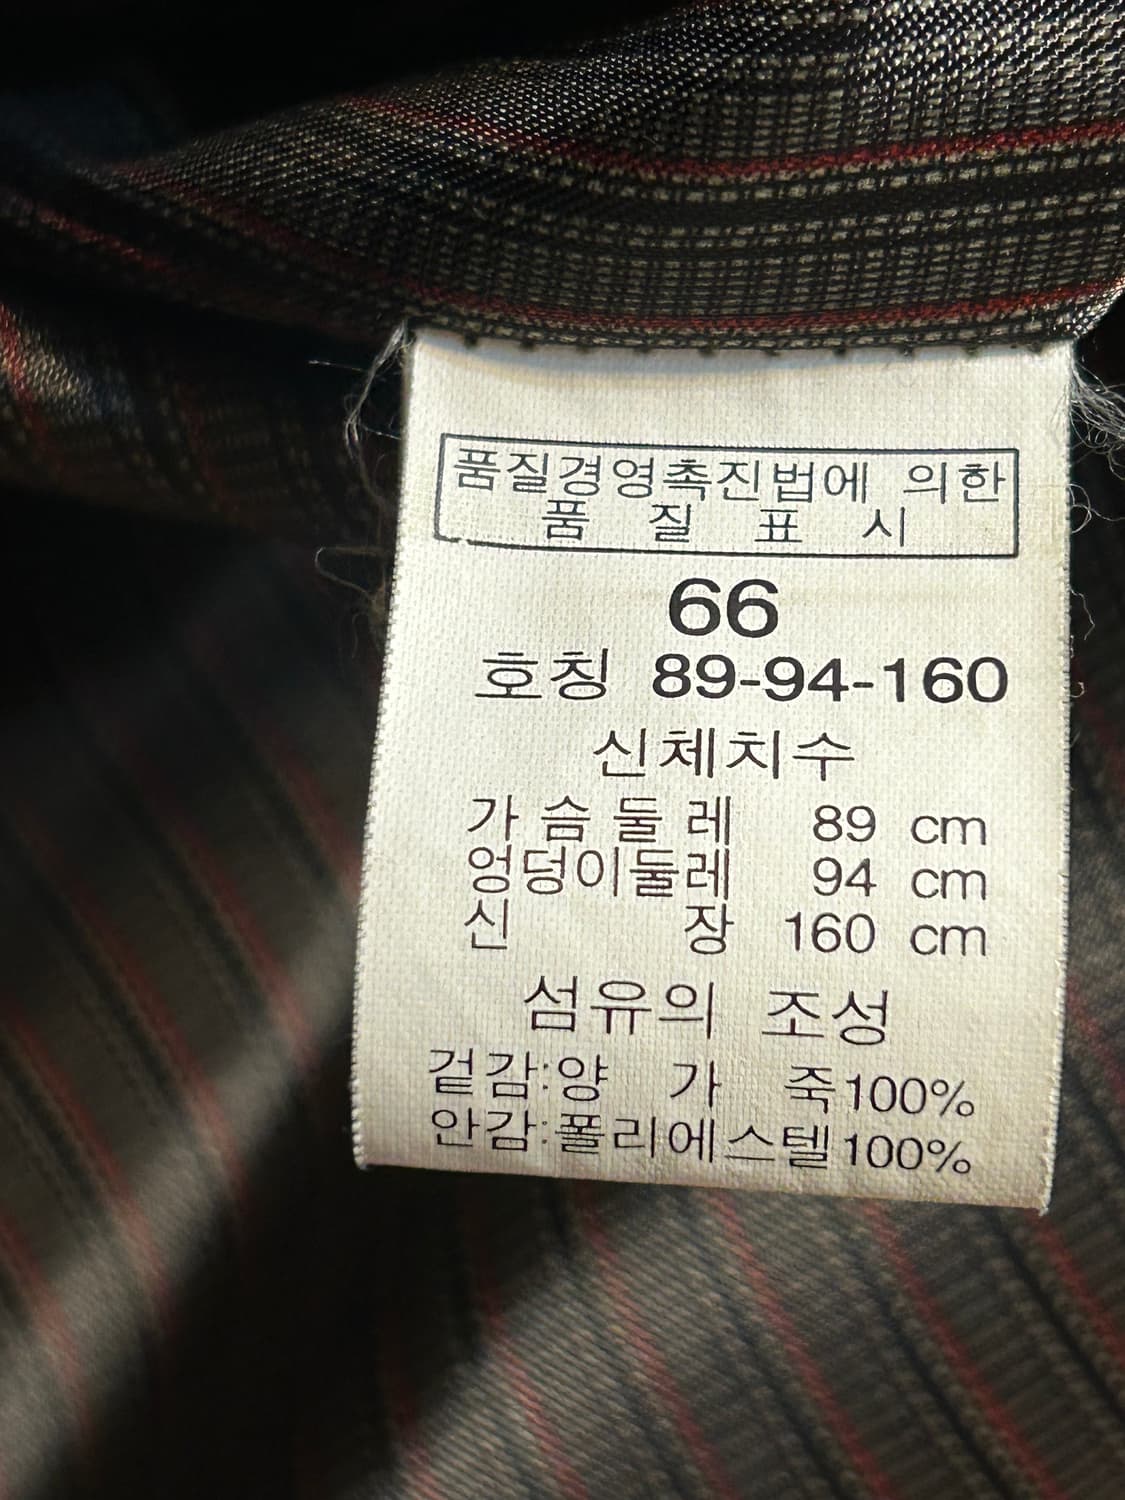 품질경영촉진법에 의한
품 질 표 시
66
호칭 89-94-160
신체치수
가슴둘레 89 cm
엉덩이둘레 94 cm
신 장 160 cm
섬유의 조성
겉감:양 가 죽100%
안감:폴리에스텔100%